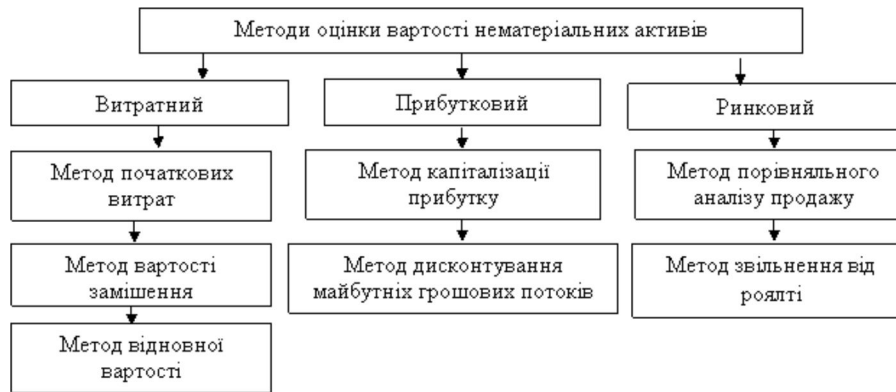 Методи оцінки вартості нематеріальних активів
Витратний
Прибутковий
Ринковий
Метод початкових
витрат
Метод капіталізації
прибутку
Метод порівняльного
аналізу продажу
Метод вартості
заміщення
Метод дисконтування
майбутніх грошових потоків
Метод звільнення від
роялті
Метод відновної
вартості